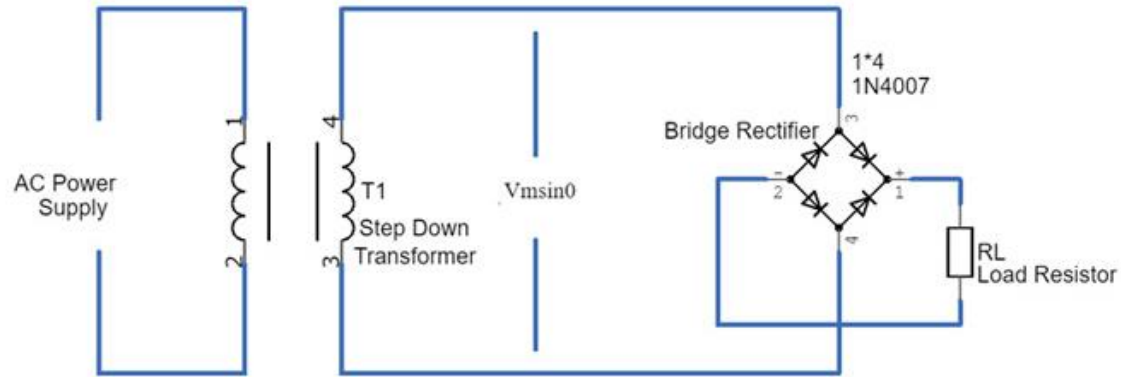 1*4
1N4007
3
Bridge Rectifier
1
4
AC Power
Supply
T1
Step Down
Transformer
Vmsin0
-
2
+
1
4
2
3
RL
Load Resistor